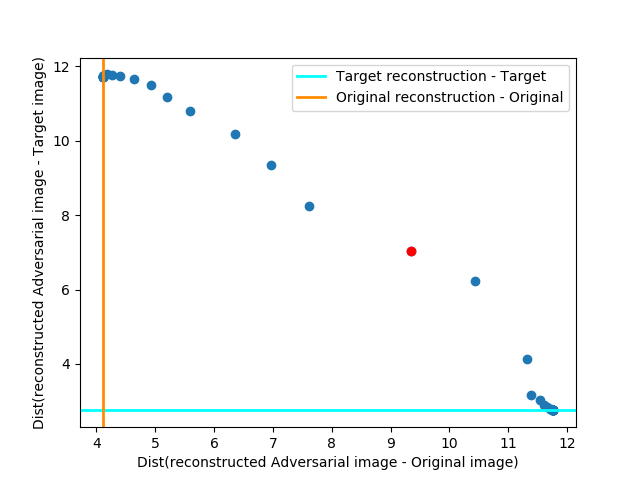 Target reconstruction - Target
Original reconstruction - Original
Dist(reconstructed Adversarial image - Target image)
12
10
8
6
4
4 5 6 7 8 9 10 11 12
Dist(reconstructed Adversarial image - Original image)